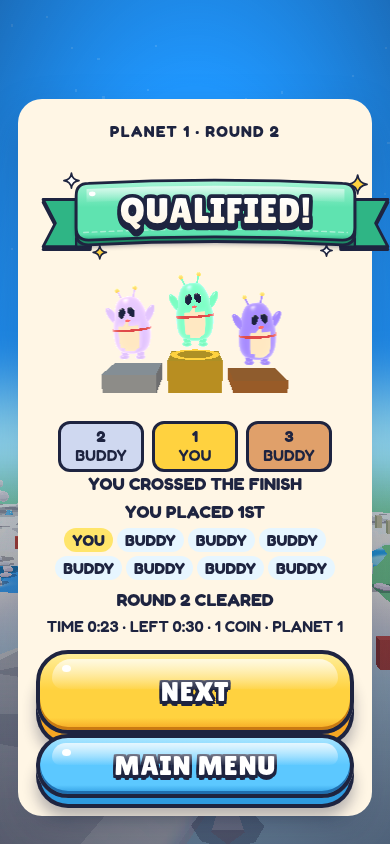 PLANET 1 · ROUND 2
QUALIFIED!
2 1 3
BUDDY YOU BUDDY
YOU CROSSED THE FINISH
YOU PLACED 1ST
YOU BUDDY BUDDY BUDDY
BUDDY BUDDY BUDDY BUDDY
ROUND 2 CLEARED
TIME 0:23 · LEFT 0:30 · 1 COIN · PLANET 1
NEXT
MAIN MENU